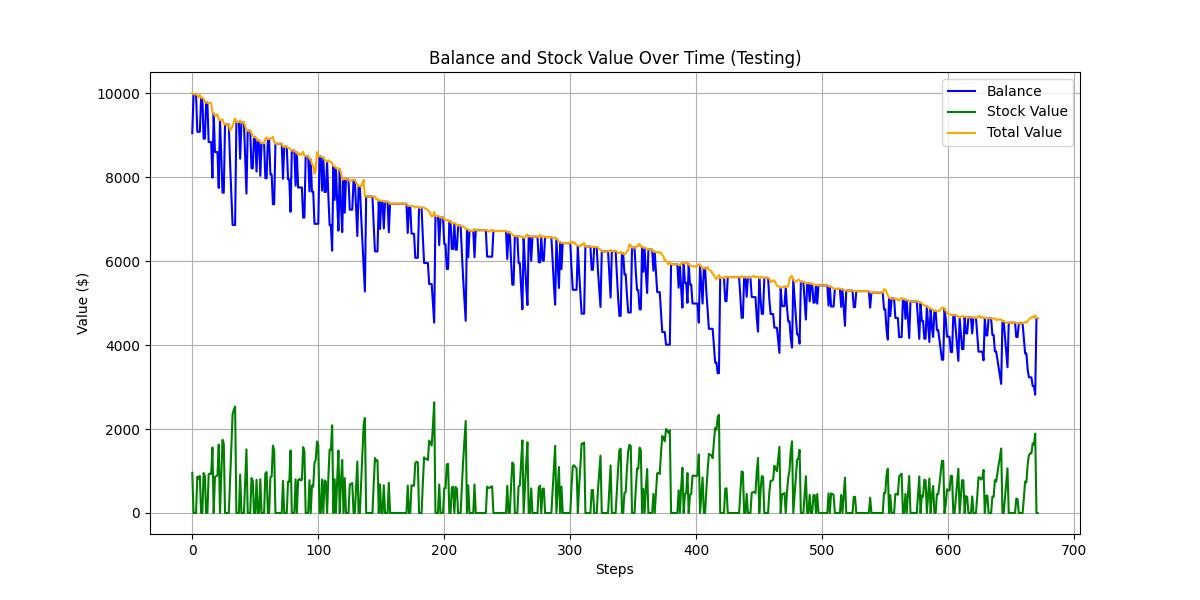 Balance and Stock Value Over Time (Testing)
Balance
Stock Value
Total Value
Value ($)
10000
8000
6000
4000
2000
0
0 100 200 300 400 500 600 700
Steps